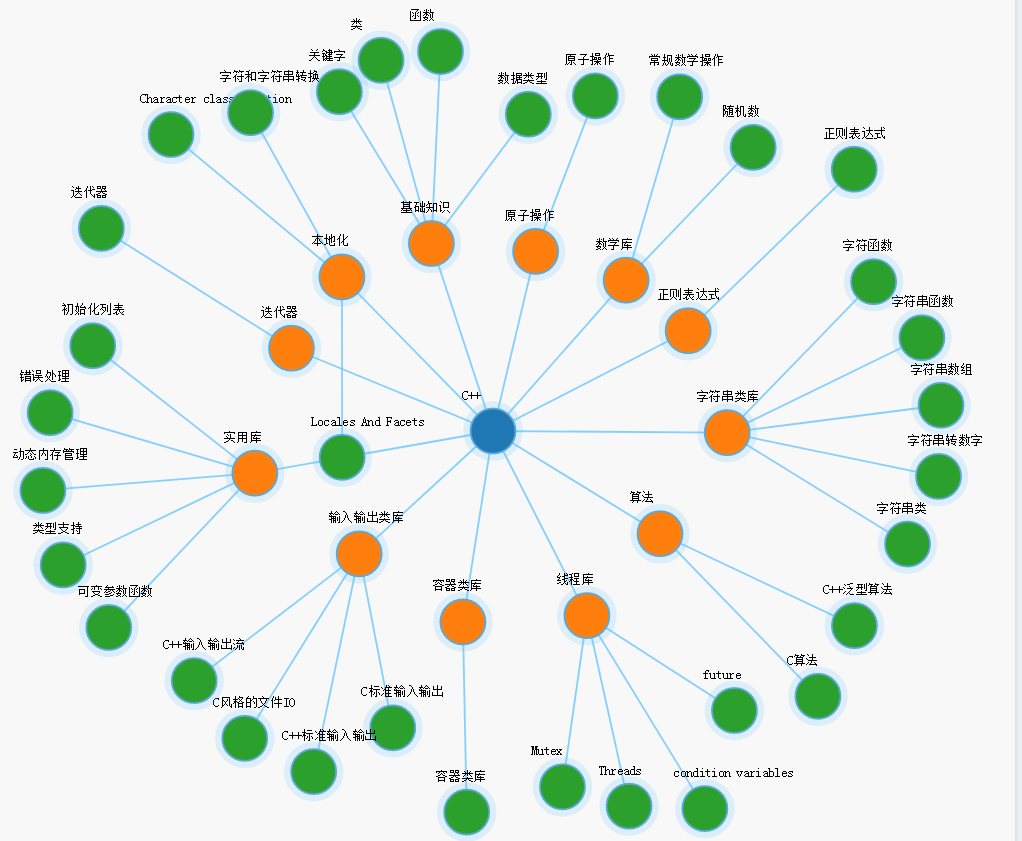 函数
类
关键字
字符和字符串转换
数据类型
原子操作
常规数学操作
随机数
正则表达式
迭代器
基础知识
原子操作
本地化
数学库
字符函数
迭代器
正则表达式
字符串函数
初始化列表
错误处理
字符串数组
C++
字符串类库
Locales And Facets
实用库
字符串转数字
动态内存管理
算法
字符串类
输入输出类库
类型支持
线程库
容器类库
可变参数函数
C++泛型算法
C++输入输出流
C算法
future
C标准输入输出
C风格的文件IO
C++标准输入输出
Mutex
Threads
condition variables
容器类库